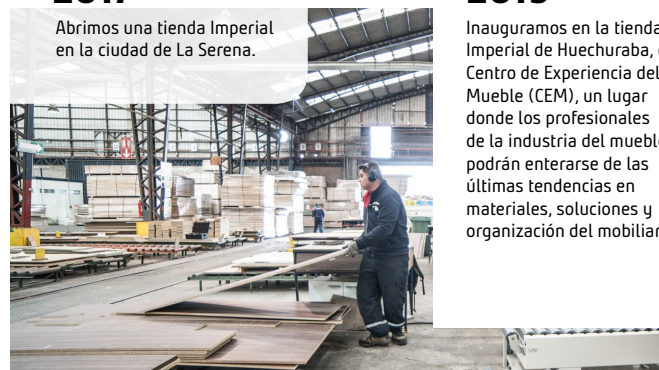 Abrimos una tienda Imperial
en la ciudad de La Serena.
Inauguramos en la tienda
Imperial de Huechuraba,
Centro de Experiencia del
Mueble (CEM), un lugar
donde los profesionales
de la industria del mueble
podrán enterarse de las
últimas tendencias en
materiales, soluciones y
organización del